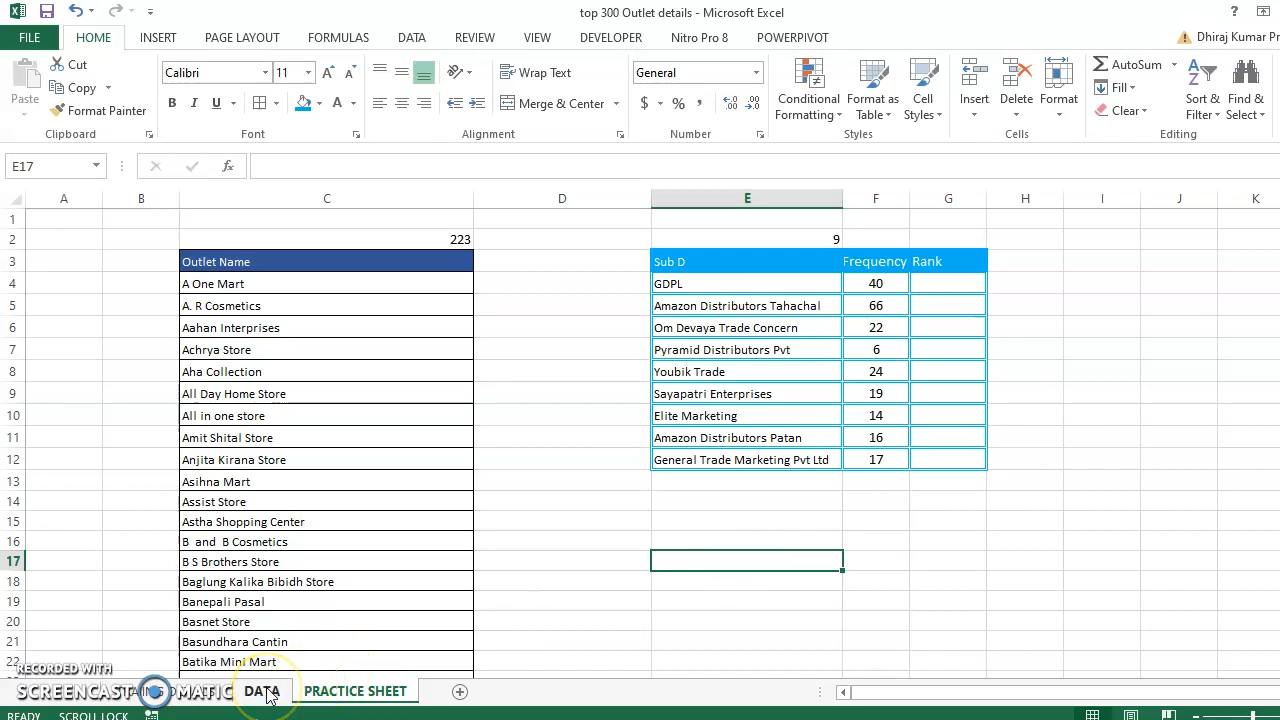 top 300 Outlet details - Microsoft Excel
?
FILE HOME INSERT PAGE LAYOUT FORMULAS DATA REVIEW VIEW DEVELOPER Nitro Pro 8 POWERPIVOT Dhiraj Kumar Pr
Paste Cut
Copy
Format Painter
Calibri 11 A A
B I U A
Wrap Text
Merge & Center
General
$ % ,
Conditional Formatting Format as Table Cell Styles
Insert Delete Format
AutoSum
Fill
Clear
Sort & Filter Find & Select
Clipboard Font Alignment Number Styles Cells Editing
E17 fx
A B C D E F G H I J K
1
2 223 9
3 Outlet Name Sub D Frequency Rank
4 A One Mart GDPL 40
5 A. R Cosmetics Amazon Distributors Tahachal 66
6 Aahan Interprises Om Devaya Trade Concern 22
7 Achrya Store Pyramid Distributors Pvt 6
8 Aha Collection Youbik Trade 24
9 All Day Home Store Sayapatri Enterprises 19
10 All in one store Elite Marketing 14
11 Amit Shital Store Amazon Distributors Patan 16
12 Anjita Kirana Store General Trade Marketing Pvt Ltd 17
13 Asihna Mart
14 Assist Store
15 Astha Shopping Center
16 B and B Cosmetics
17 B S Brothers Store
18 Baglung Kalika Bibidh Store
19 Banepali Pasal
20 Basnet Store
21 Basundhara Cantin
22 Batika Mini Mart
RECORDED WITH
SCREENCAST MATIC
DATA PRACTICE SHEET
READY SCROLL LOCK